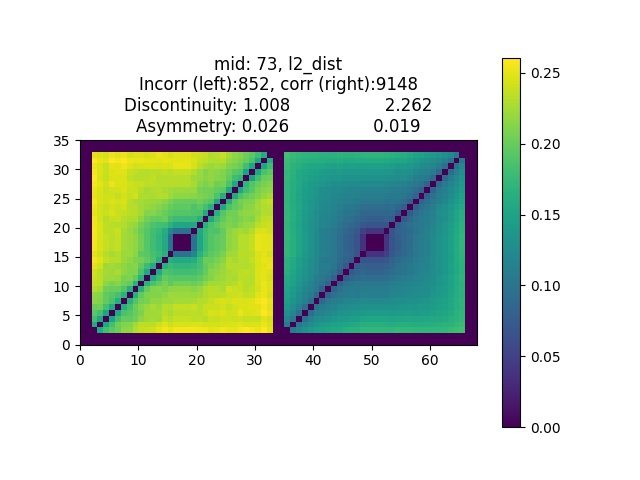 mid: 73, l2_dist
Incorr (left):852, corr (right):9148
Discontinuity: 1.008 2.262
Asymmetry: 0.026 0.019
35
30
25
20
15
10
5
0
0 10 20 30 40 50 60
0.25
0.20
0.15
0.10
0.05
0.00